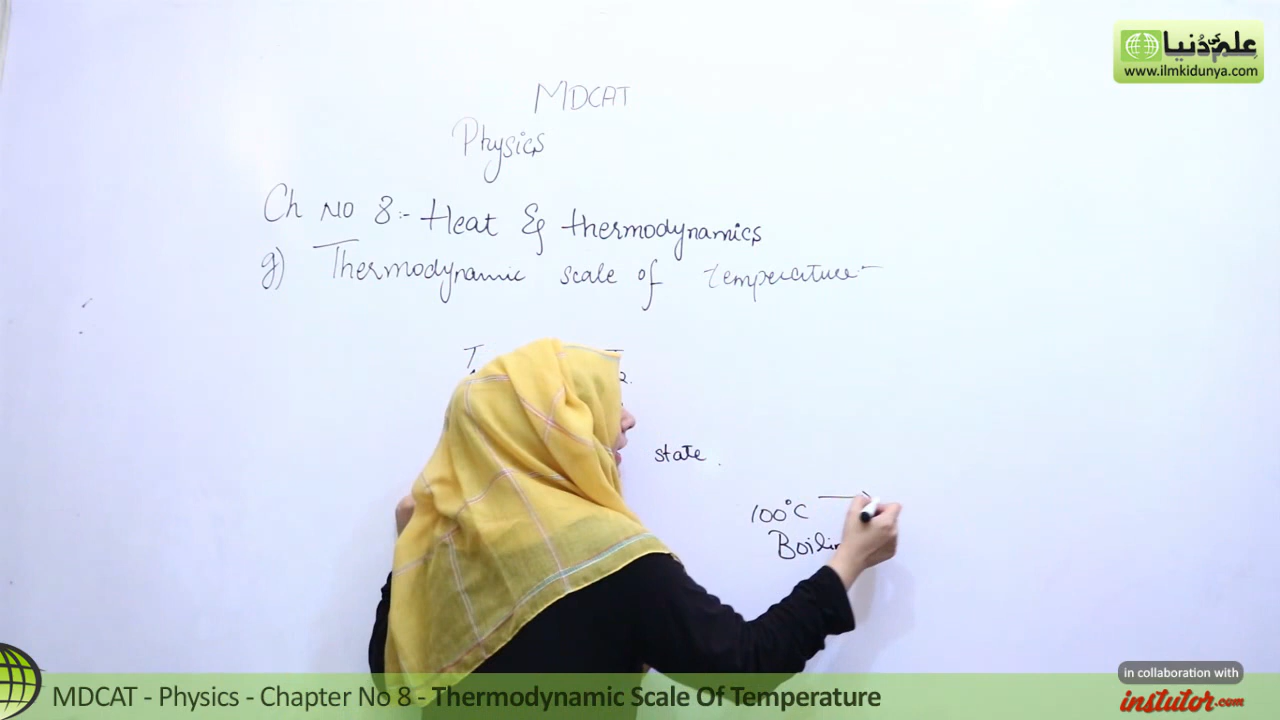 علم کی دُنیا
www.ilmkidunya.com
MDCAT
Physics
Ch No 8:- Heat & thermodynamics
g) Thermodynamic scale of temperature-
state.
100°C
in collaboration with
instutor.com
MDCAT - Physics - Chapter No 8 - Thermodynamic Scale Of Temperature